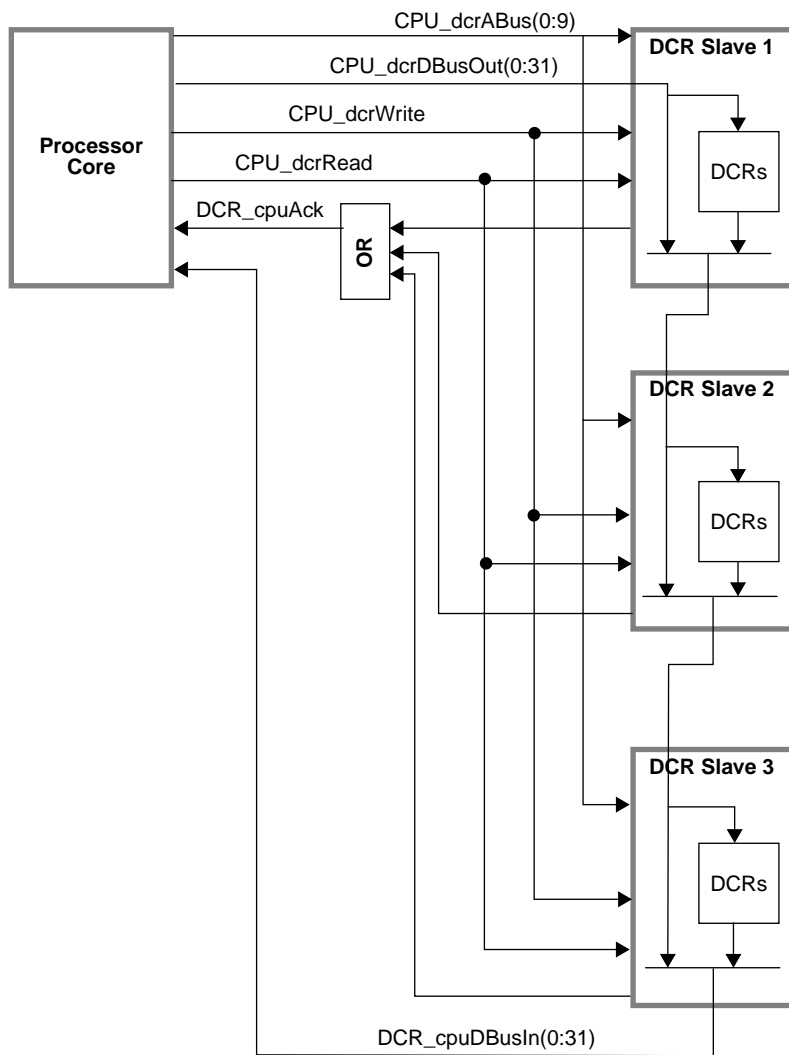 CPU_dcrABus(0:9)
DCR Slave 1
CPU_dcrDBusOut(0:31)
CPU_dcrWrite
Processor
Core
CPU_dcrRead
DCRs
DCR_cpuAck
OR
DCR Slave 2
DCRs
DCR Slave 3
DCRs
DCR_cpuDBusIn(0:31)